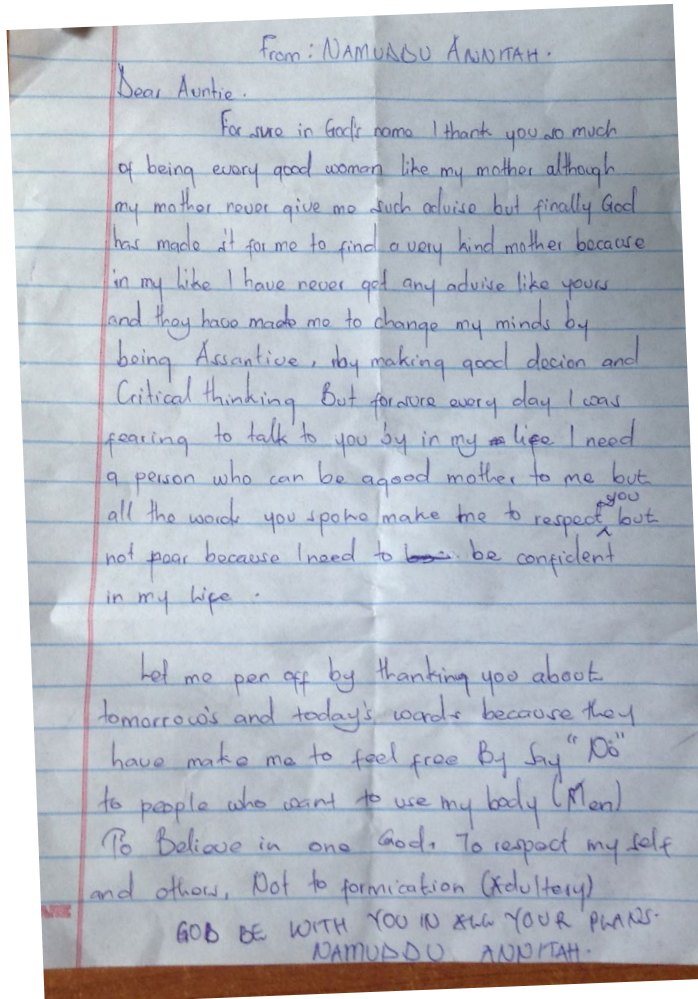 From: NAMUDDU ANNITAH.
Dear Auntie.
For sure in God's name I thank you so much
of being every good woman like my mother although
my mother never give me such advise but finally God
has made it for me to find a very kind mother because
in my like I have never get any advise like yours
and they have made me to change my minds by
being Assantive, by making good decion and
Critical thinking But for sure every day I was
fearing to talk to you by in my life I need
a person who can be agood mother to me but
all the words you spoke make me to respect you but
not fear because I need to be confident
in my life.
Let me pen off by thanking you about
tomorrow's and today's words because they
have make me to feel free By Say "No"
to people who want to use my body (Men)
To Believe in one God. To respect my self
and others, Not to formication (Adultery)
GOD BE WITH YOU IN ALL YOUR PLANS.
NAMUDDU ANNITAH.